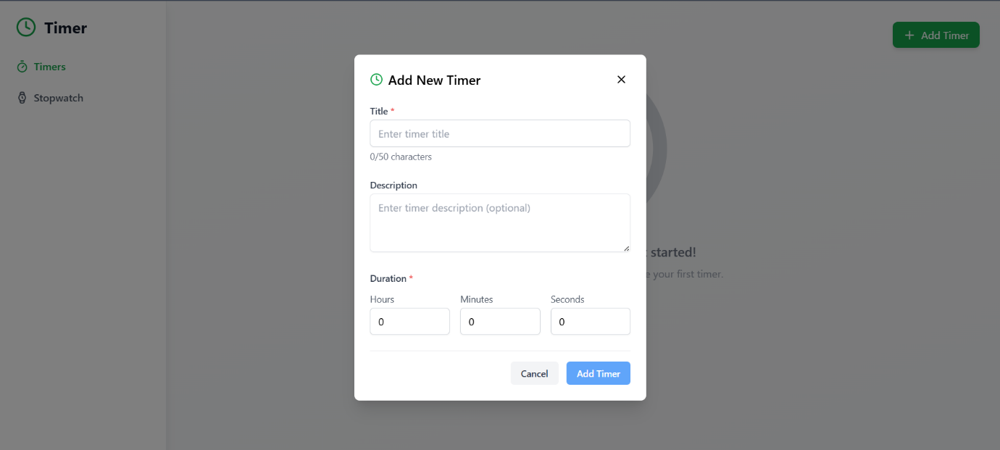 Timer
Timers
Stopwatch
+ Add Timer
Add New Timer
Title *
Enter timer title
0/50 characters
Description
Enter timer description (optional)
Duration *
Hours Minutes Seconds
0 0 0
Cancel Add Timer
started!
your first timer.